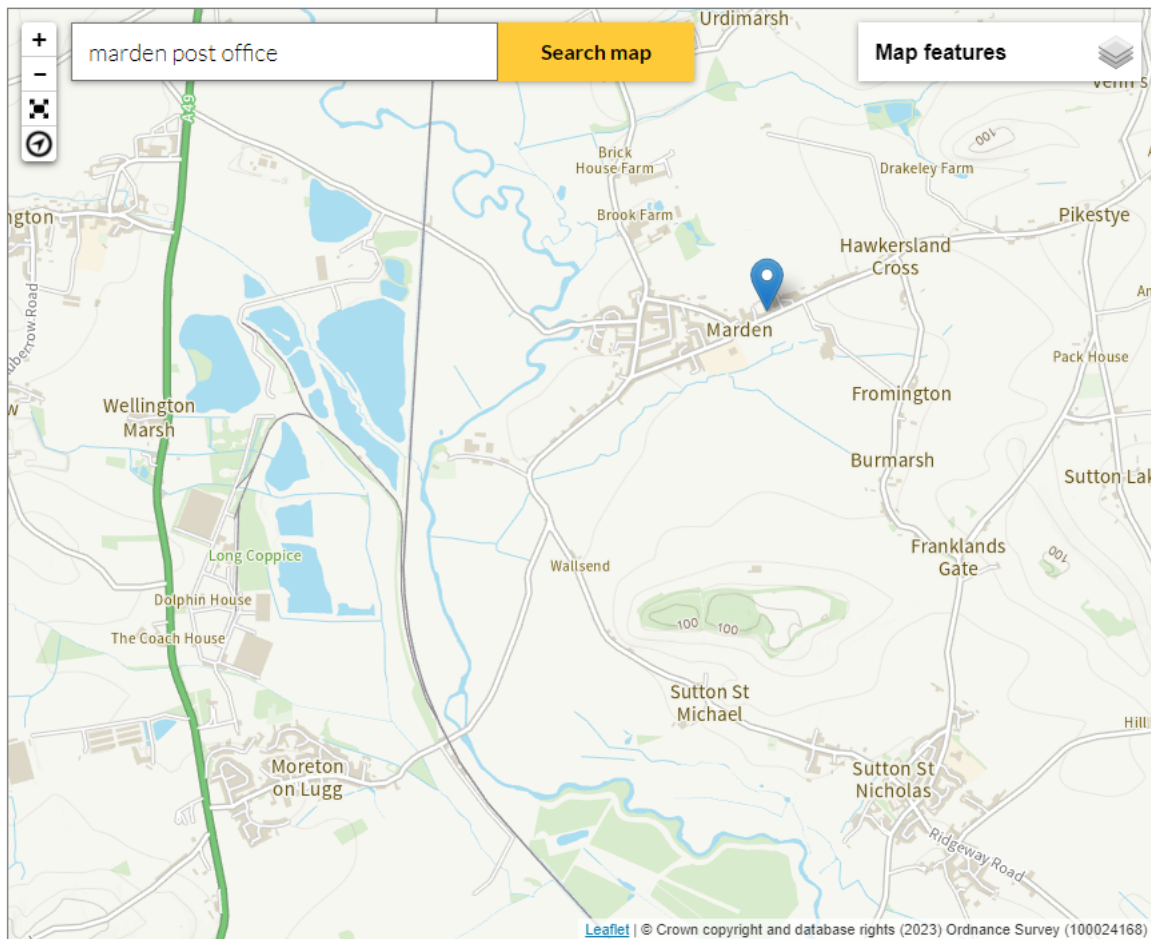 +
marden post office
Search map
Map features
−
Urdimarsh
A49
Venn's
100
Brick
House Farm
Drakeley Farm
Brook Farm
Pikestye
ngton
Hawkersland
Cross
Marden
Pack House
Wellington
Marsh
Fromington
Burmarsh
Sutton Lak
Long Coppice
Wallsend
Franklands
Gate
100
Dolphin House
The Coach House
100
100
Sutton St
Michael
Moreton
on Lugg
Sutton St
Nicholas
Ridgeway Road
Leaflet | © Crown copyright and database rights (2023) Ordnance Survey (100024168)